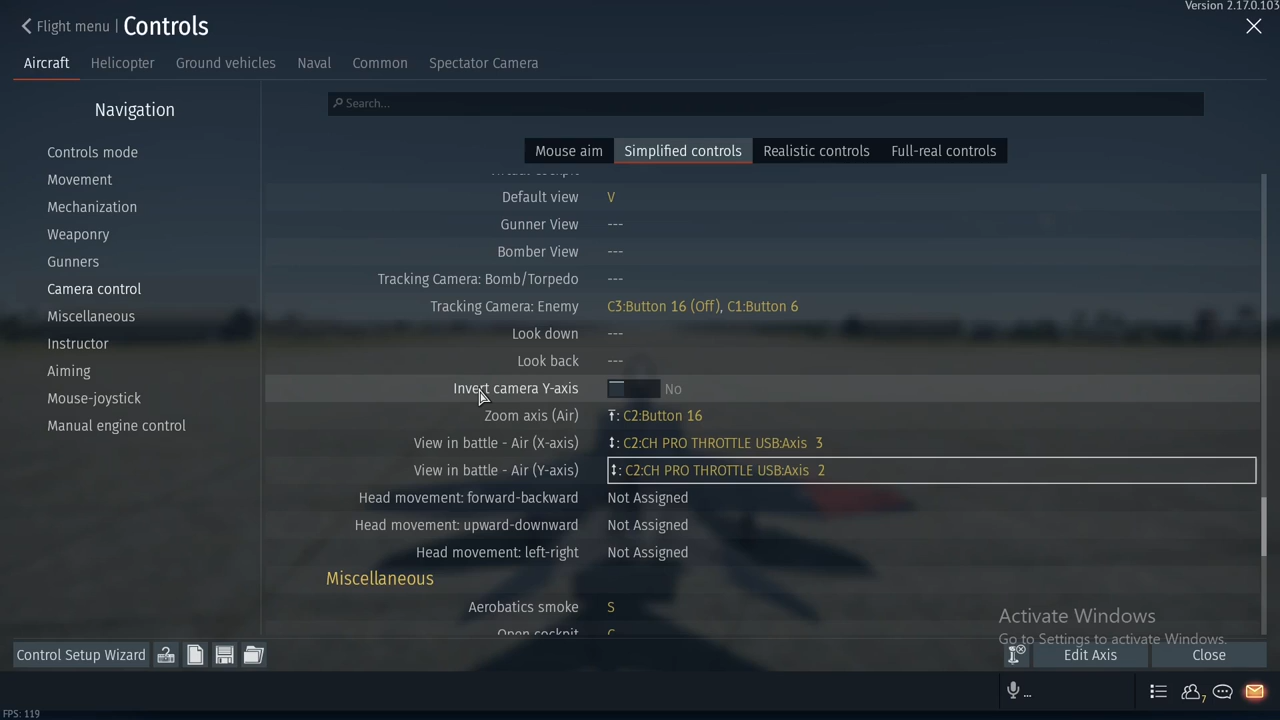 Version 2.17.0.103
Flight menu | Controls
Aircraft Helicopter Ground vehicles Naval Common Spectator Camera
Navigation
Controls mode
Movement
Mechanization
Weaponry
Gunners
Camera control
Miscellaneous
Instructor
Aiming
Mouse-joystick
Manual engine control
Search...
Mouse aim Simplified controls Realistic controls Full-real controls
Default view V
Gunner View ---
Bomber View ---
Tracking Camera: Bomb/Torpedo ---
Tracking Camera: Enemy C3:Button 16 (Off), C1:Button 6
Look down ---
Look back ---
Invert camera Y-axis No
Zoom axis (Air) : C2:Button 16
View in battle - Air (X-axis) : C2:CH PRO THROTTLE USB:Axis 3
View in battle - Air (Y-axis) : C2:CH PRO THROTTLE USB:Axis 2
Head movement: forward-backward Not Assigned
Head movement: upward-downward Not Assigned
Head movement: left-right Not Assigned
Miscellaneous
Aerobatics smoke S
Open cockpit C
Activate Windows
Go to Settings to activate Windows.
Control Setup Wizard Edit Axis Close
... 7
FPS: 119